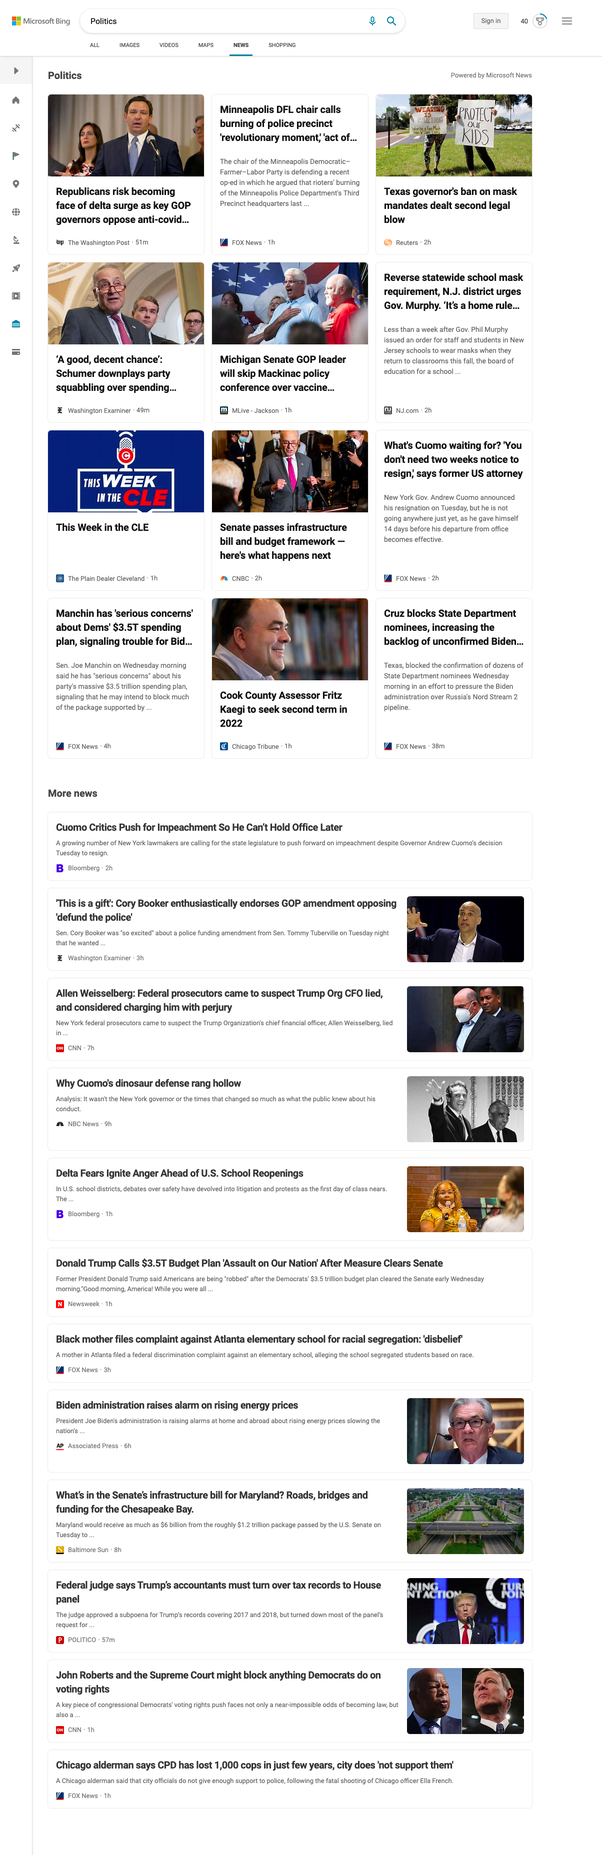 Microsoft Bing
Politics
Sign in
40
ALL
IMAGES
VIDEOS
MAPS
NEWS
SHOPPING
Politics
Powered by Microsoft News
Republicans risk becoming
face of delta surge as key GOP
governors oppose anti-covid...
The Washington Post · 51m
Minneapolis DFL chair calls
burning of police precinct
'revolutionary moment,' 'act of...
The chair of the Minneapolis Democratic–
Farmer–Labor Party is defending a recent
op-ed in which he argued that rioters' burning
of the Minneapolis Police Department's Third
Precinct headquarters last ...
FOX News · 1h
PROTECT
OUR
KIDS
Texas governor's ban on mask
mandates dealt second legal
blow
Reuters · 2h
'A good, decent chance':
Schumer downplays party
squabbling over spending...
Washington Examiner · 49m
Michigan Senate GOP leader
will skip Mackinac policy
conference over vaccine...
MLive - Jackson · 1h
Reverse statewide school mask
requirement, N.J. district urges
Gov. Murphy. 'It's a home rule...
Less than a week after Gov. Phil Murphy
issued an order for staff and students in New
Jersey schools to wear masks when they
return to classrooms this fall, the board of
education for a school ...
NJ.com · 2h
THIS WEEK
IN THE CLE
This Week in the CLE
The Plain Dealer Cleveland · 1h
Senate passes infrastructure
bill and budget framework —
here's what happens next
CNBC · 2h
What's Cuomo waiting for? 'You
don't need two weeks notice to
resign,' says former US attorney
New York Gov. Andrew Cuomo announced
his resignation on Tuesday, but he is not
going anywhere just yet, as he gave himself
14 days before his departure from office
becomes effective.
FOX News · 2h
Manchin has 'serious concerns'
about Dems' $3.5T spending
plan, signaling trouble for Bid...
Sen. Joe Manchin on Wednesday morning
said he has "serious concerns" about his
party's massive $3.5 trillion spending plan,
signaling that he may intend to block much
of the package supported by ...
FOX News · 4h
Cook County Assessor Fritz
Kaegi to seek second term in
2022
Chicago Tribune · 1h
Cruz blocks State Department
nominees, increasing the
backlog of unconfirmed Biden...
Texas, blocked the confirmation of dozens of
State Department nominees Wednesday
morning in an effort to pressure the Biden
administration over Russia's Nord Stream 2
pipeline.
FOX News · 38m
More news
Cuomo Critics Push for Impeachment So He Can't Hold Office Later
A growing number of New York lawmakers are calling for the state legislature to push forward on impeachment despite Governor Andrew Cuomo's decision
Tuesday to resign.
Bloomberg · 2h
'This is a gift': Cory Booker enthusiastically endorses GOP amendment opposing
'defund the police'
Sen. Cory Booker was "so excited" about a police funding amendment from Sen. Tommy Tuberville on Tuesday night
that he wanted ...
Washington Examiner · 3h
Allen Weisselberg: Federal prosecutors came to suspect Trump Org CFO lied,
and considered charging him with perjury
New York federal prosecutors came to suspect the Trump Organization's chief financial officer, Allen Weisselberg, lied
in ...
CNN · 7h
Why Cuomo's dinosaur defense rang hollow
Analysis: It wasn't the New York governor or the times that changed so much as what the public knew about his
conduct.
NBC News · 9h
Delta Fears Ignite Anger Ahead of U.S. School Reopenings
In U.S. school districts, debates over safety have devolved into litigation and protests as the first day of class nears.
The ...
Bloomberg · 1h
Donald Trump Calls $3.5T Budget Plan 'Assault on Our Nation' After Measure Clears Senate
Former President Donald Trump said Americans are being "robbed" after the Democrats' $3.5 trillion budget plan cleared the Senate early Wednesday
morning."Good morning, America! While you were all ...
Newsweek · 1h
Black mother files complaint against Atlanta elementary school for racial segregation: 'disbelief'
A mother in Atlanta filed a federal discrimination complaint against an elementary school, alleging the school segregated students based on race.
FOX News · 3h
Biden administration raises alarm on rising energy prices
President Joe Biden's administration is raising alarms at home and abroad about rising energy prices slowing the
nation's ...
AP Associated Press · 6h
What's in the Senate's infrastructure bill for Maryland? Roads, bridges and
funding for the Chesapeake Bay.
Maryland would receive as much as $6 billion from the roughly $1.2 trillion package passed by the U.S. Senate on
Tuesday to ...
Baltimore Sun · 8h
Federal judge says Trump's accountants must turn over tax records to House
panel
The judge approved a subpoena for Trump's records covering 2017 and 2018, but turned down most of the panel's
request for ...
POLITICO · 57m
John Roberts and the Supreme Court might block anything Democrats do on
voting rights
A key piece of congressional Democrats' voting rights push faces not only a near-impossible odds of becoming law, but
also a ...
CNN · 1h
Chicago alderman says CPD has lost 1,000 cops in just few years, city does 'not support them'
A Chicago alderman said that city officials do not give enough support to police, following the fatal shooting of Chicago officer Ella French.
FOX News · 1h